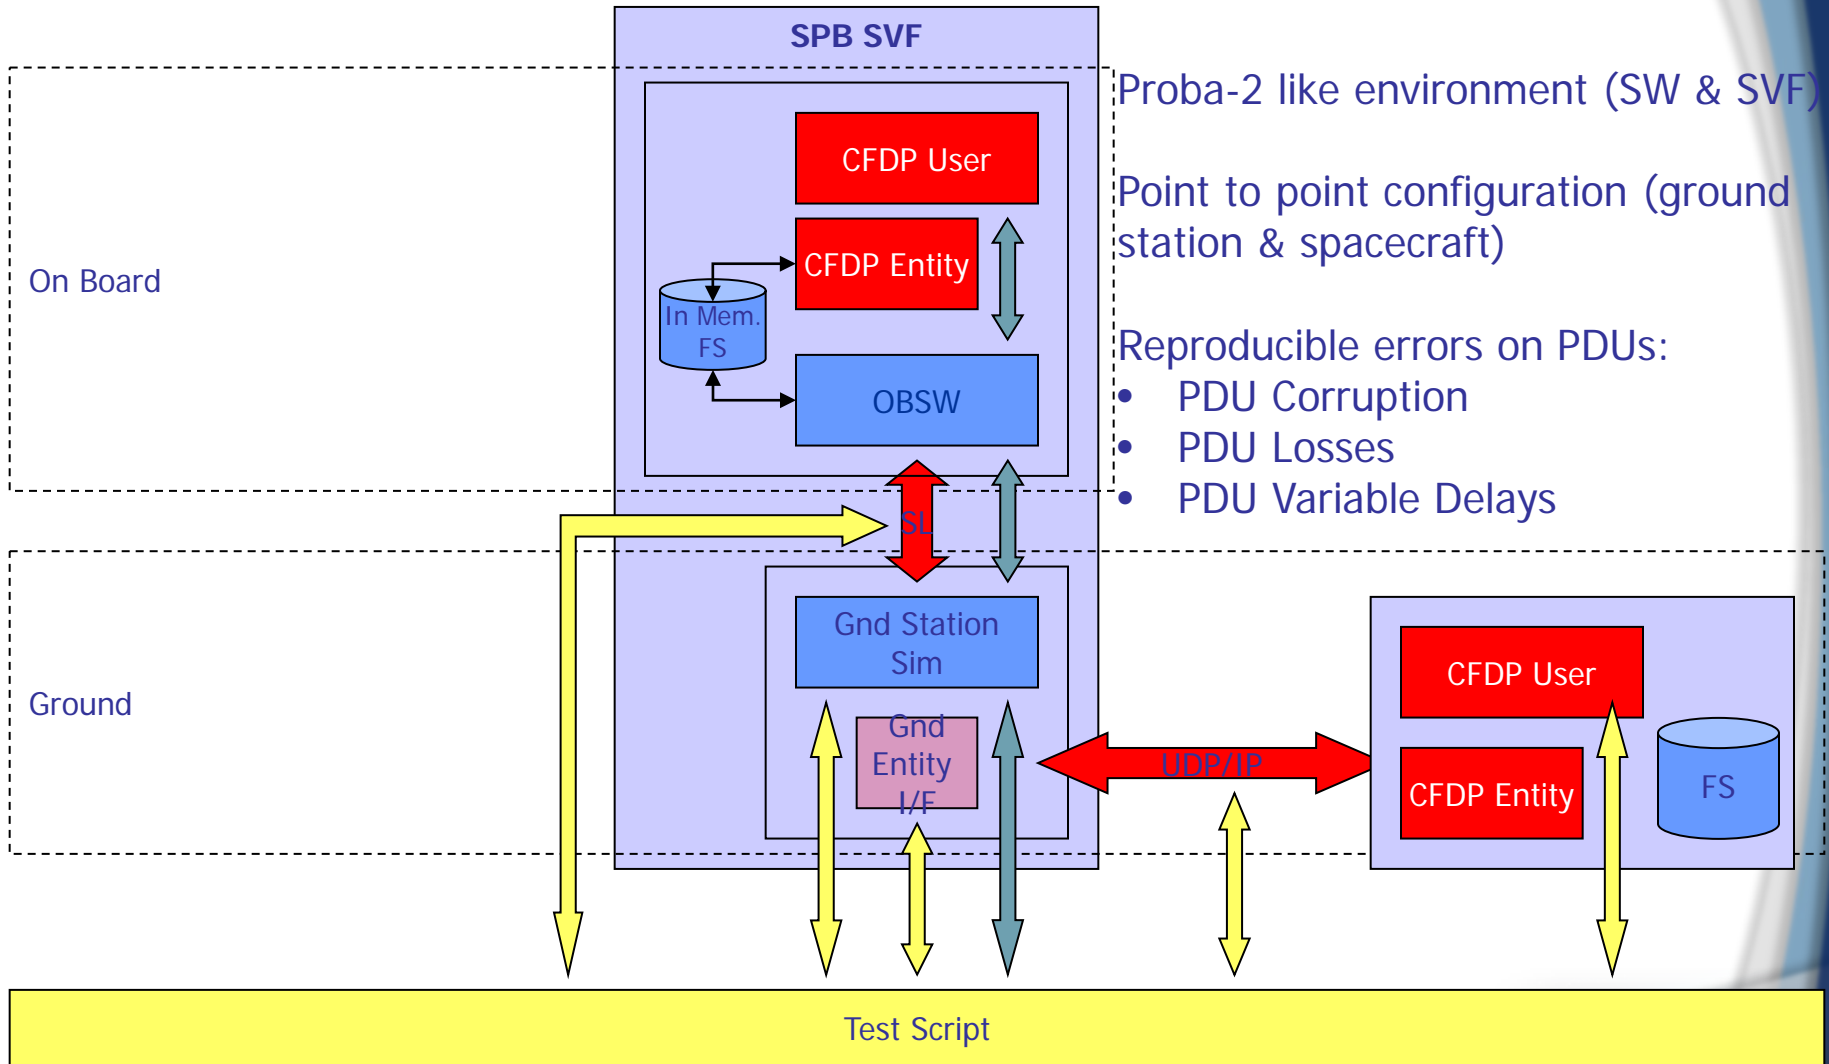 SPB SVF
Proba-2 like environment (SW & SVF)
Point to point configuration (ground
station & spacecraft)
Reproducible errors on PDUs:
• PDU Corruption
• PDU Losses
• PDU Variable Delays
On Board
CFDP User
CFDP Entity
In Mem.
FS
OBSW
SL
Ground
Gnd Station
Sim
Gnd
Entity
I/F
UDP/IP
CFDP User
CFDP Entity
FS
Test Script